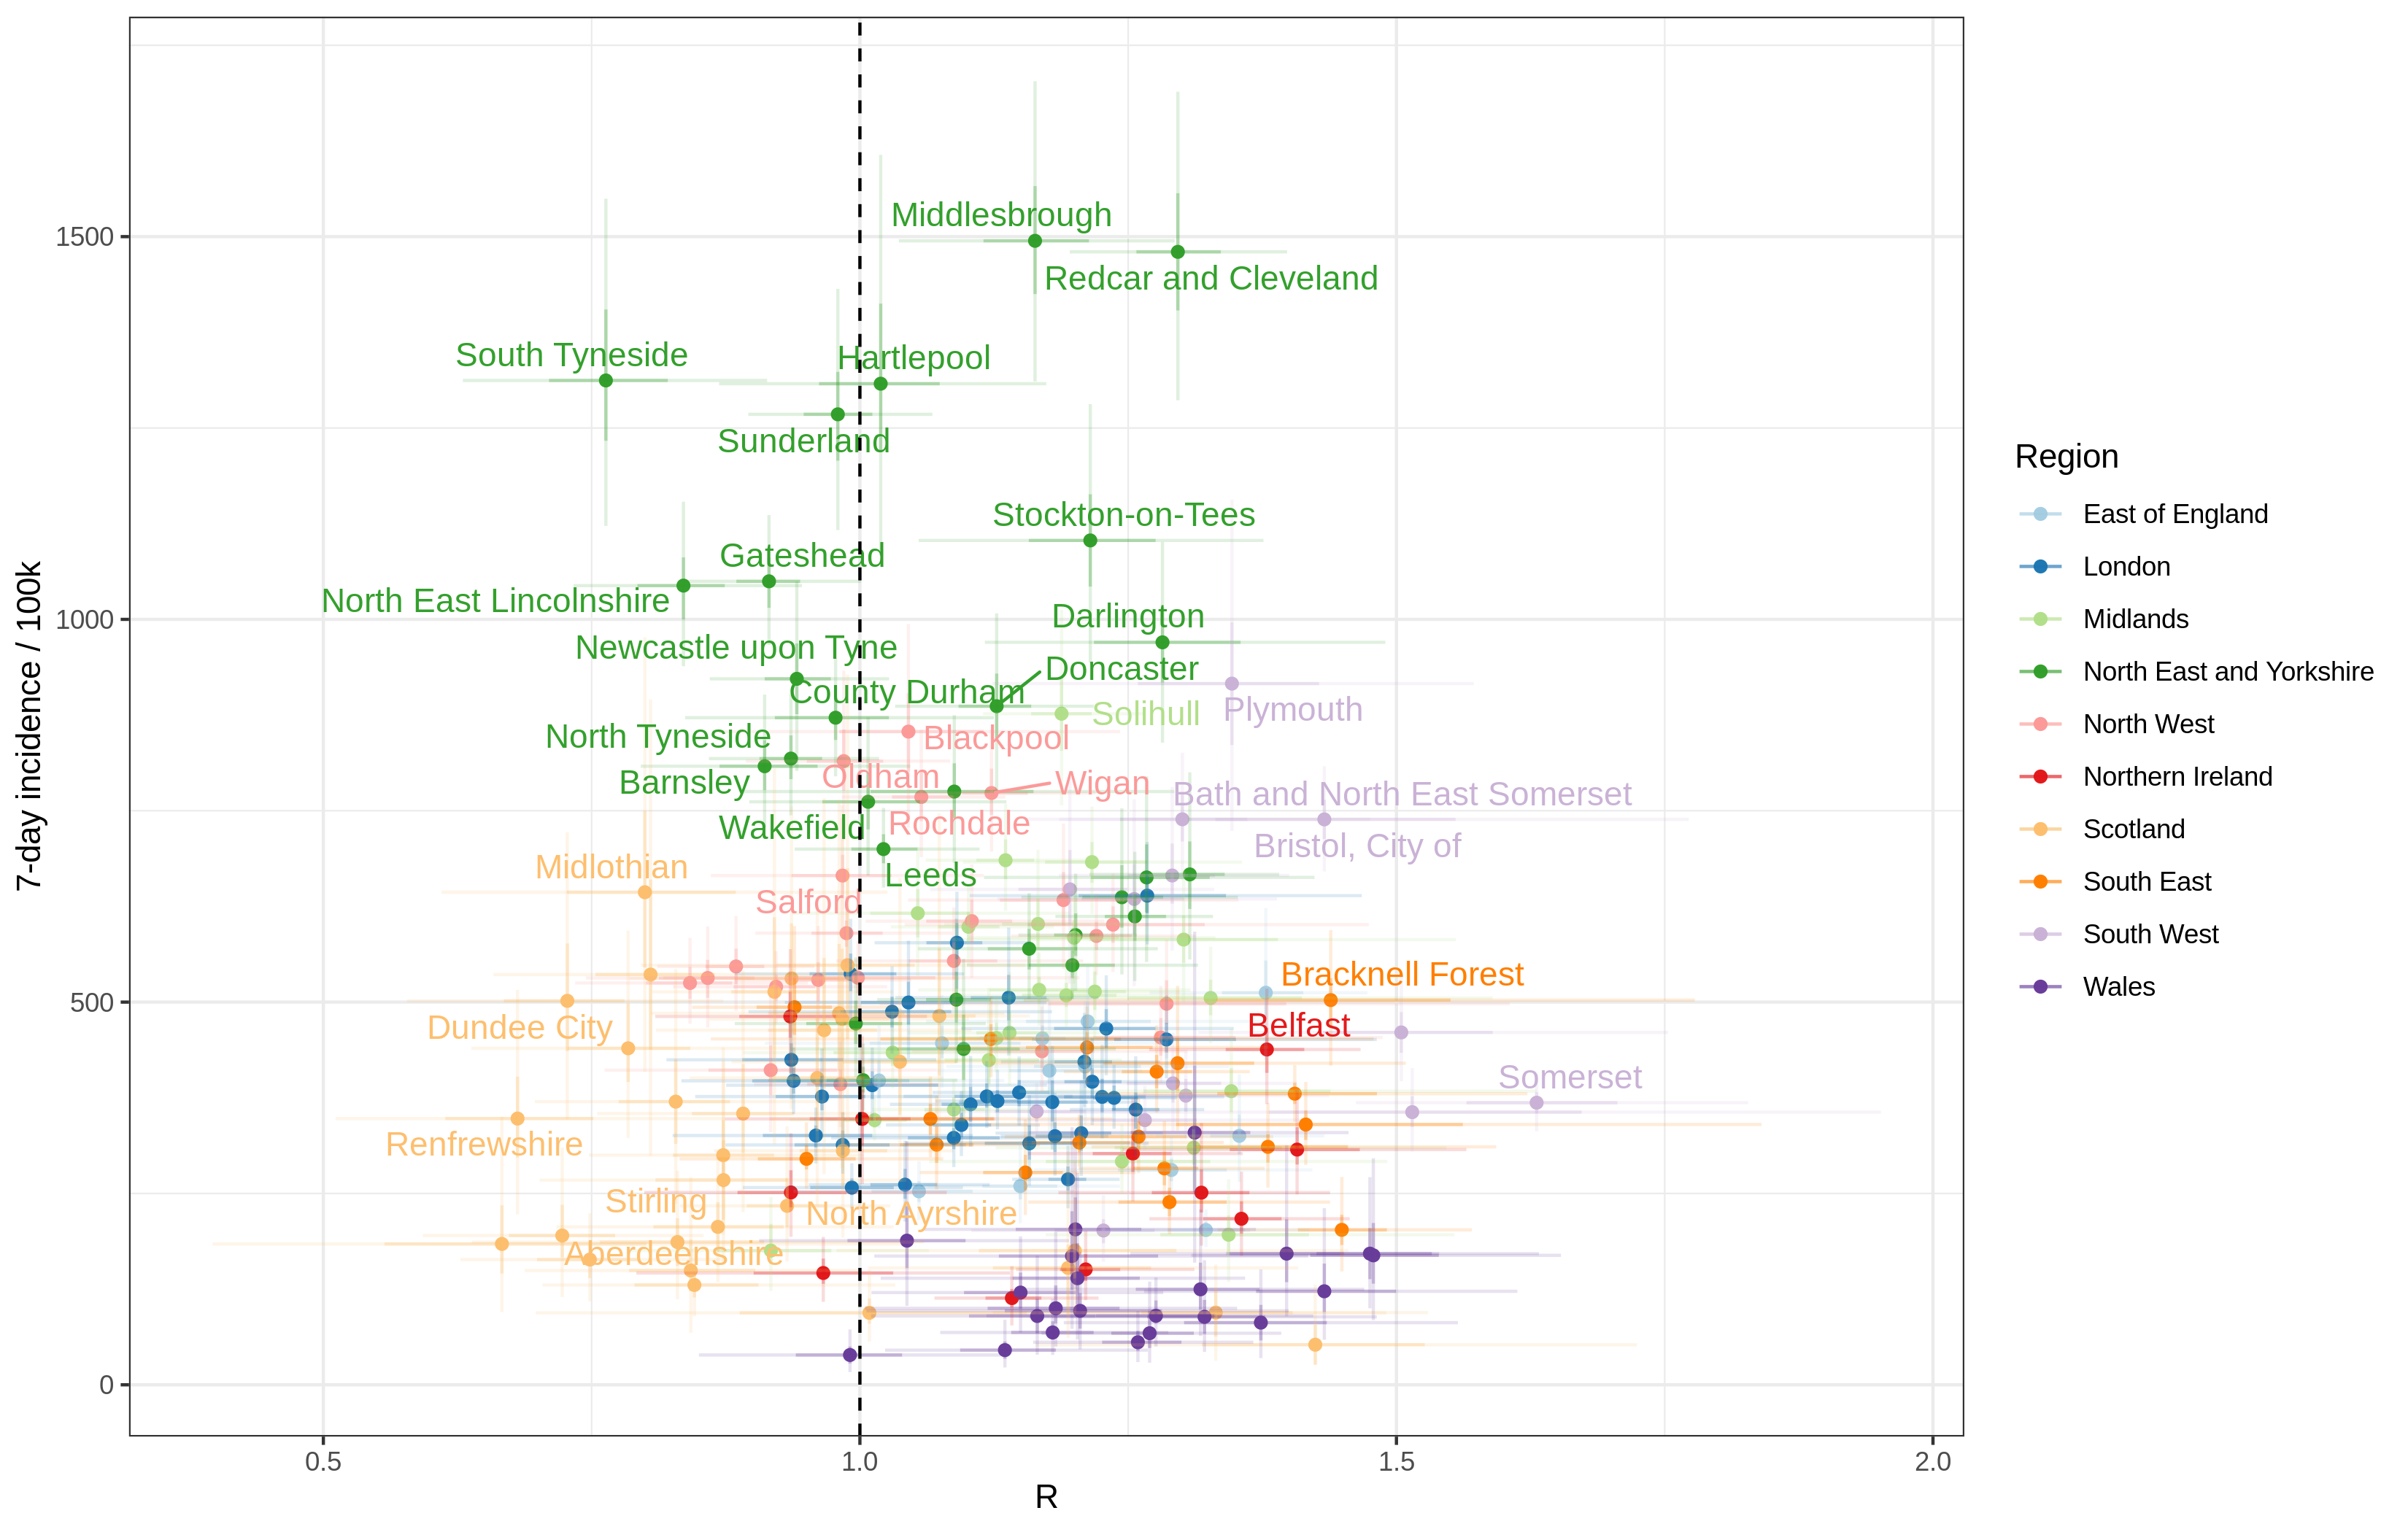 Middlesbrough
1500
Redcar and Cleveland
South Tyneside
Hartlepool
Sunderland
Stockton-on-Tees
Gateshead
North East Lincolnshire
1000
Darlington
Newcastle upon Tyne
Doncaster
County Durham
Solihull
Plymouth
North Tyneside
Blackpool
Barnsley
Oldham
Wigan
Bath and North East Somerset
Wakefield
Rochdale
Bristol, City of
Midlothian
Leeds
Salford
500
Bracknell Forest
Dundee City
Belfast
Somerset
Renfrewshire
Stirling
North Ayrshire
Aberdeenshire
0
0.5
1.0
1.5
2.0
R
7-day incidence / 100k
Region
East of England
London
Midlands
North East and Yorkshire
North West
Northern Ireland
Scotland
South East
South West
Wales